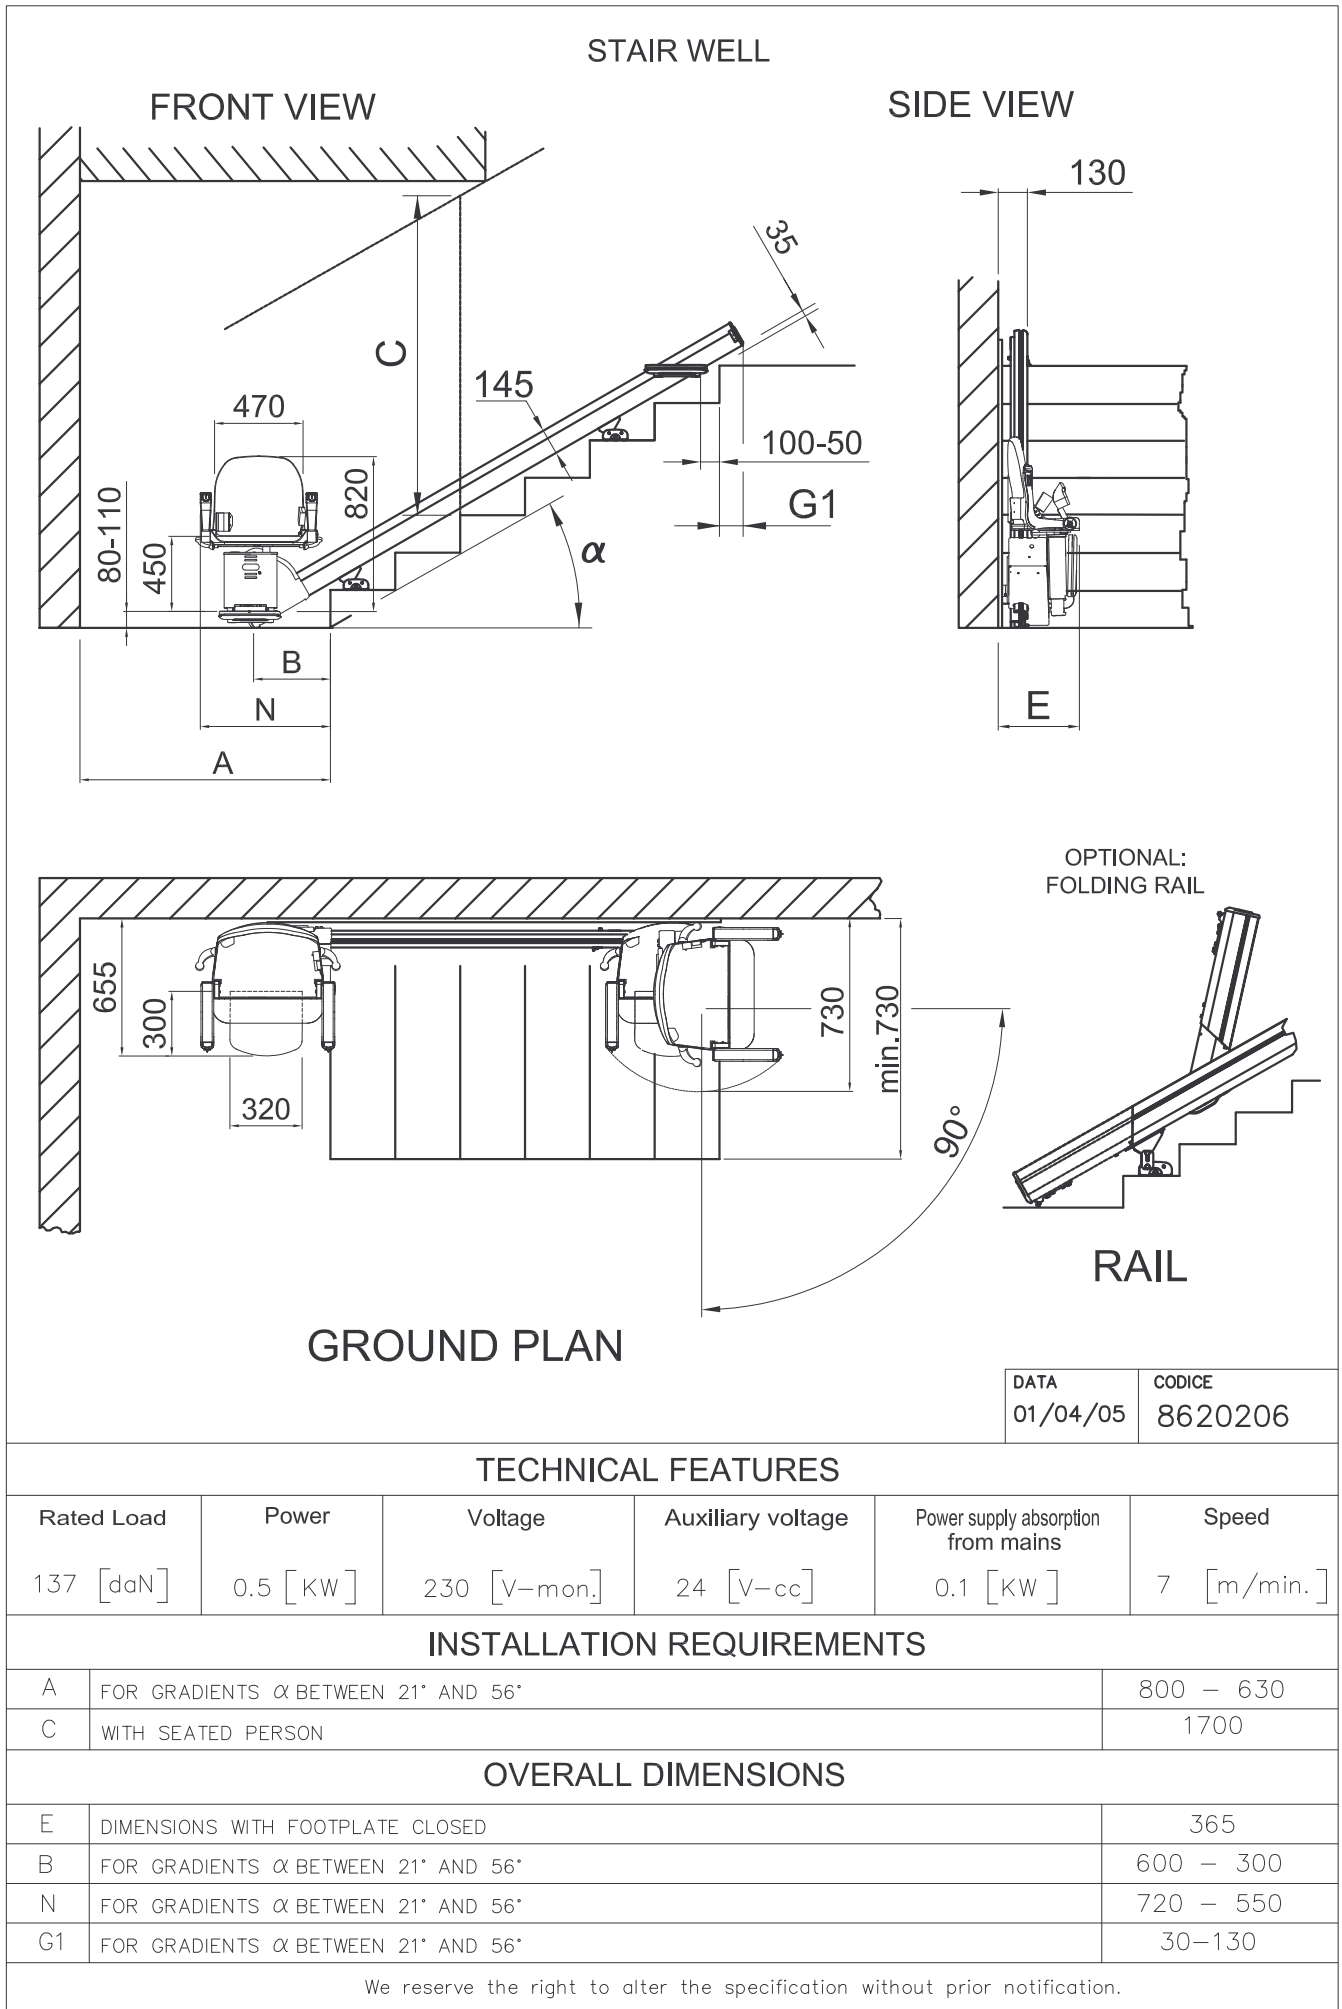 STAIR WELL
FRONT VIEW
SIDE VIEW
130
35
C
145
470
820
80-110
450
100-50
G1
α
B
N
A
E
OPTIONAL:
FOLDING RAIL
655
300
320
730
min.730
90°
RAIL
GROUND PLAN
DATA
01/04/05
CODICE
8620206
TECHNICAL FEATURES
Rated Load
Power
Voltage
Auxiliary voltage
Power supply absorption
from mains
Speed
137 [daN]
0.5 [KW]
230 [V-mon.]
24 [V-cc]
0.1 [KW]
7 [m/min.]
INSTALLATION REQUIREMENTS
A FOR GRADIENTS α BETWEEN 21° AND 56° 800 - 630
C WITH SEATED PERSON 1700
OVERALL DIMENSIONS
E DIMENSIONS WITH FOOTPLATE CLOSED 365
B FOR GRADIENTS α BETWEEN 21° AND 56° 600 - 300
N FOR GRADIENTS α BETWEEN 21° AND 56° 720 - 550
G1 FOR GRADIENTS α BETWEEN 21° AND 56° 30-130
We reserve the right to alter the specification without prior notification.